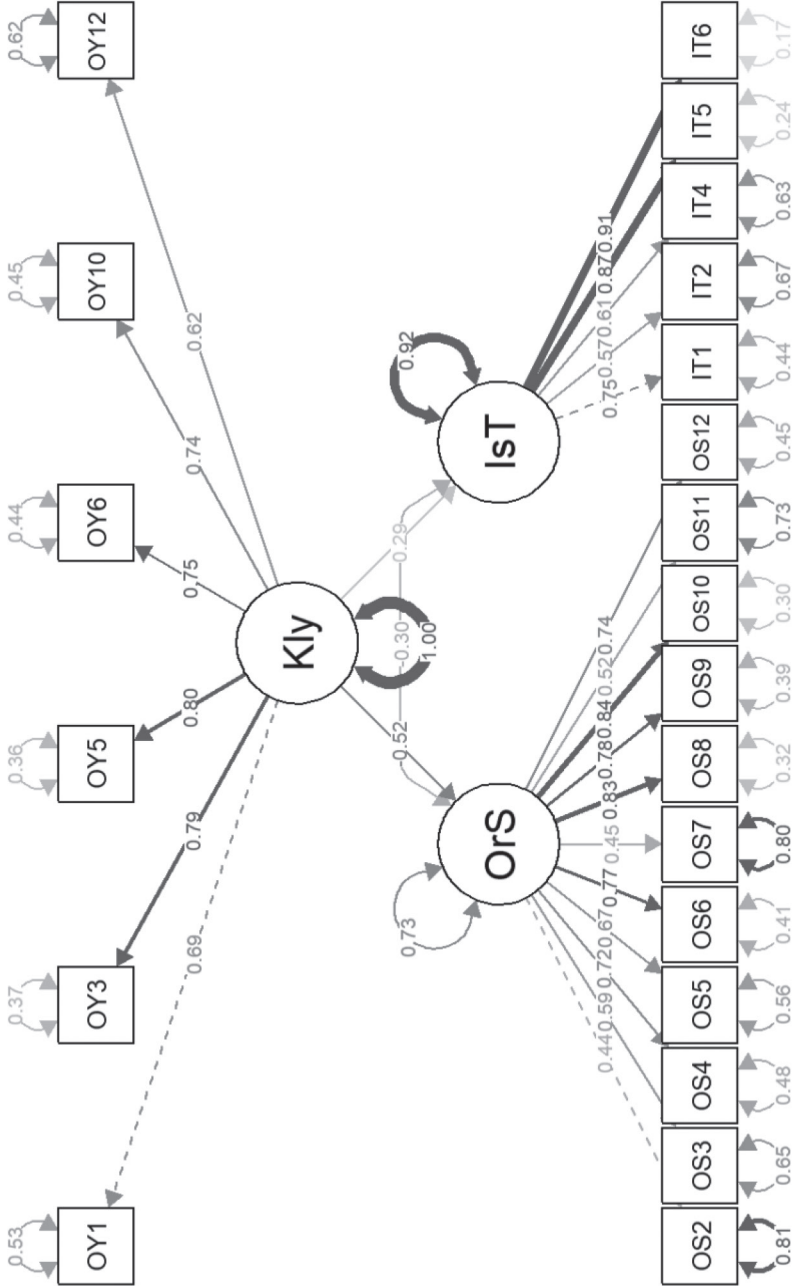 0.53
0.37
0.36
0.44
0.45
0.62
OY1
OY3
OY5
OY6
OY10
OY12
0.69
0.79
0.80
0.75
0.74
0.62
Kly
1.00
0.52
-0.30
0.29
0.73
0.92
OrS
IsT
0.44
0.59
0.72
0.67
0.77
0.45
0.83
0.78
0.84
0.52
0.74
0.75
0.57
0.61
0.87
0.91
OS2
OS3
OS4
OS5
OS6
OS7
OS8
OS9
OS10
OS11
OS12
IT1
IT2
IT4
IT5
IT6
0.81
0.65
0.48
0.56
0.41
0.80
0.32
0.39
0.30
0.73
0.45
0.44
0.67
0.63
0.24
0.17